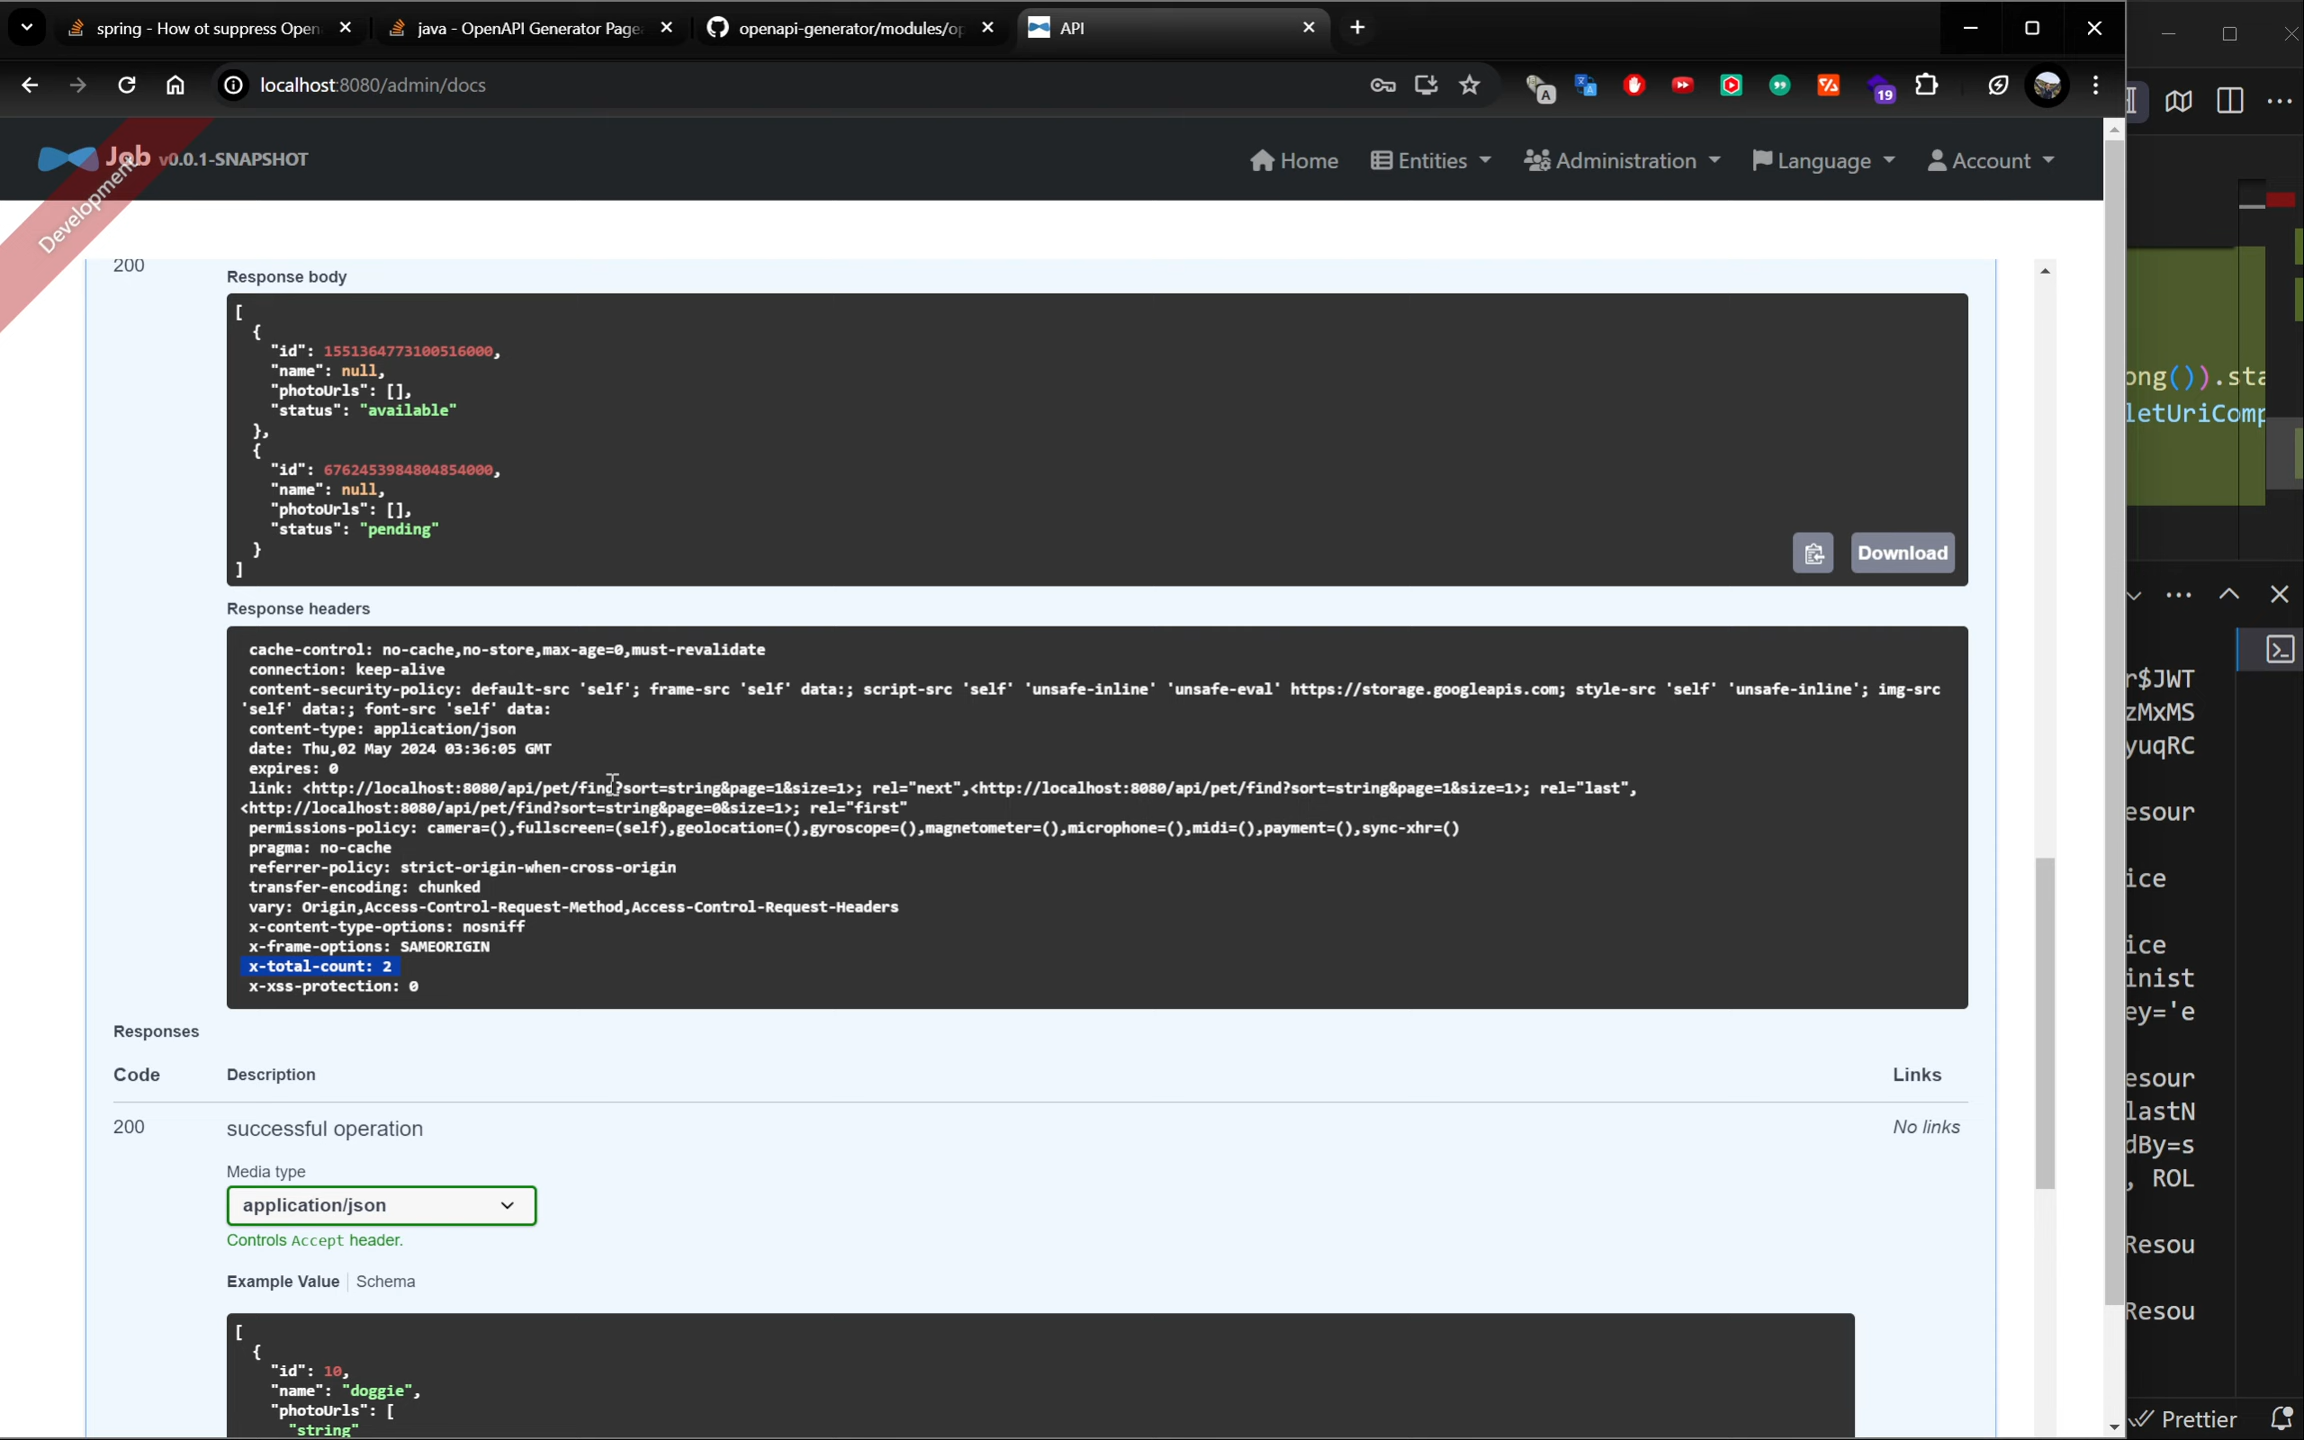 spring - How ot suppress Open
java - OpenAPI Generator Page
openapi-generator/modules/op
API
localhost:8080/admin/docs
A
19
Job v0.0.1-SNAPSHOT
Development
Home
Entities
Administration
Language
Account
200
Response body
[
{
"id": 1551364773100516000,
"name": null,
"photoUrls": [],
"status": "available"
},
{
"id": 6762453984804854000,
"name": null,
"photoUrls": [],
"status": "pending"
}
]
Download
Response headers
cache-control: no-cache,no-store,max-age=0,must-revalidate
connection: keep-alive
content-security-policy: default-src 'self'; frame-src 'self' data:; script-src 'self' 'unsafe-inline' 'unsafe-eval' https://storage.googleapis.com; style-src 'self' 'unsafe-inline'; img-src
'self' data:; font-src 'self' data:
content-type: application/json
date: Thu,02 May 2024 03:36:05 GMT
expires: 0
link: <http://localhost:8080/api/pet/find?sort=string&page=1&size=1>; rel="next",<http://localhost:8080/api/pet/find?sort=string&page=1&size=1>; rel="last",
<http://localhost:8080/api/pet/find?sort=string&page=0&size=1>; rel="first"
permissions-policy: camera=(),fullscreen=(self),geolocation=(),gyroscope=(),magnetometer=(),microphone=(),midi=(),payment=(),sync-xhr=()
pragma: no-cache
referrer-policy: strict-origin-when-cross-origin
transfer-encoding: chunked
vary: Origin,Access-Control-Request-Method,Access-Control-Request-Headers
x-content-type-options: nosniff
x-frame-options: SAMEORIGIN
x-total-count: 2
x-xss-protection: 0
Responses
Code Description Links
200 successful operation No links
Media type
application/json
Controls Accept header.
Example Value Schema
[
{
"id": 10,
"name": "doggie",
"photoUrls": [
"string"
ong()).sta
letUriComp
r$JWT
zMxMS
yuqRC
esour
ice
ice
inist
ey='e
esour
lastN
dBy=s
, ROL
Resou
Resou
Prettier